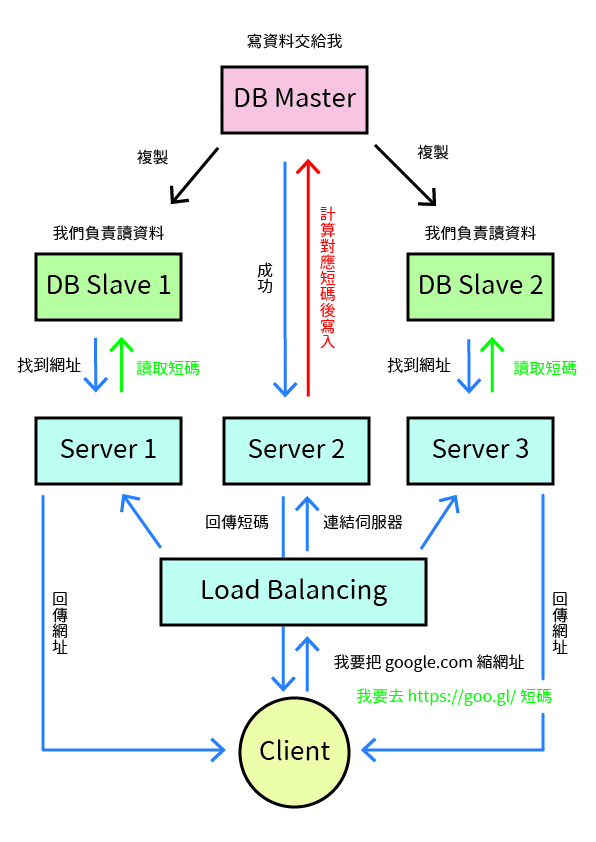 寫資料交給我
DB Master
複製
複製
我們負責讀資料
我們負責讀資料
DB Slave 1
DB Slave 2
成功
計算對應短碼後寫入
找到網址
讀取短碼
找到網址
讀取短碼
Server 1
Server 2
Server 3
回傳短碼
連結伺服器
Load Balancing
回傳網址
回傳網址
我要把 google.com 縮網址
我要去 https://goo.gl/ 短碼
Client